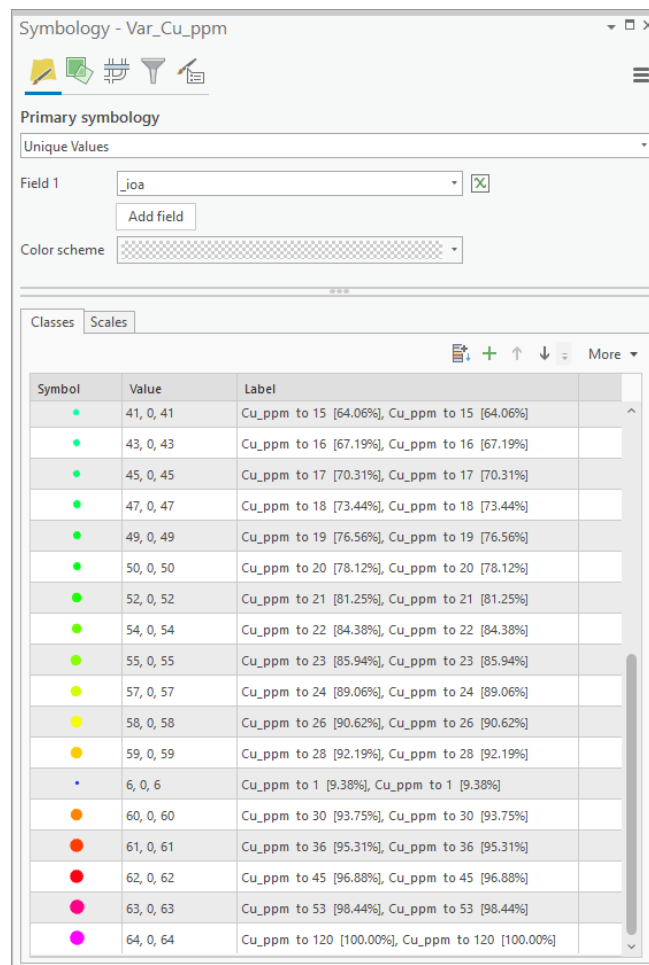 Symbology - Var_Cu_ppm
Primary symbology
Unique Values
Field 1 _ioa
Add field
Color scheme
Classes Scales
More
Symbol Value Label
41, 0, 41 Cu_ppm to 15 [64.06%], Cu_ppm to 15 [64.06%]
43, 0, 43 Cu_ppm to 16 [67.19%], Cu_ppm to 16 [67.19%]
45, 0, 45 Cu_ppm to 17 [70.31%], Cu_ppm to 17 [70.31%]
47, 0, 47 Cu_ppm to 18 [73.44%], Cu_ppm to 18 [73.44%]
49, 0, 49 Cu_ppm to 19 [76.56%], Cu_ppm to 19 [76.56%]
50, 0, 50 Cu_ppm to 20 [78.12%], Cu_ppm to 20 [78.12%]
52, 0, 52 Cu_ppm to 21 [81.25%], Cu_ppm to 21 [81.25%]
54, 0, 54 Cu_ppm to 22 [84.38%], Cu_ppm to 22 [84.38%]
55, 0, 55 Cu_ppm to 23 [85.94%], Cu_ppm to 23 [85.94%]
57, 0, 57 Cu_ppm to 24 [89.06%], Cu_ppm to 24 [89.06%]
58, 0, 58 Cu_ppm to 26 [90.62%], Cu_ppm to 26 [90.62%]
59, 0, 59 Cu_ppm to 28 [92.19%], Cu_ppm to 28 [92.19%]
6, 0, 6 Cu_ppm to 1 [9.38%], Cu_ppm to 1 [9.38%]
60, 0, 60 Cu_ppm to 30 [93.75%], Cu_ppm to 30 [93.75%]
61, 0, 61 Cu_ppm to 36 [95.31%], Cu_ppm to 36 [95.31%]
62, 0, 62 Cu_ppm to 45 [96.88%], Cu_ppm to 45 [96.88%]
63, 0, 63 Cu_ppm to 53 [98.44%], Cu_ppm to 53 [98.44%]
64, 0, 64 Cu_ppm to 120 [100.00%], Cu_ppm to 120 [100.00%]